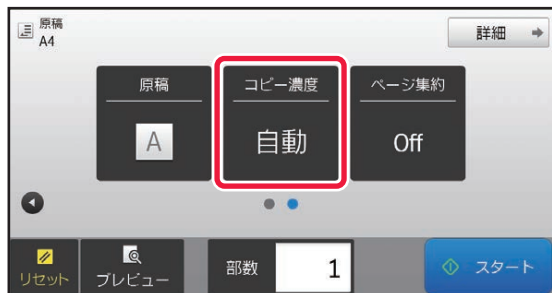 原稿
A4
詳細
原稿
A
コピー濃度
自動
ページ集約
Off
リセット
プレビュー
部数
1
スタート